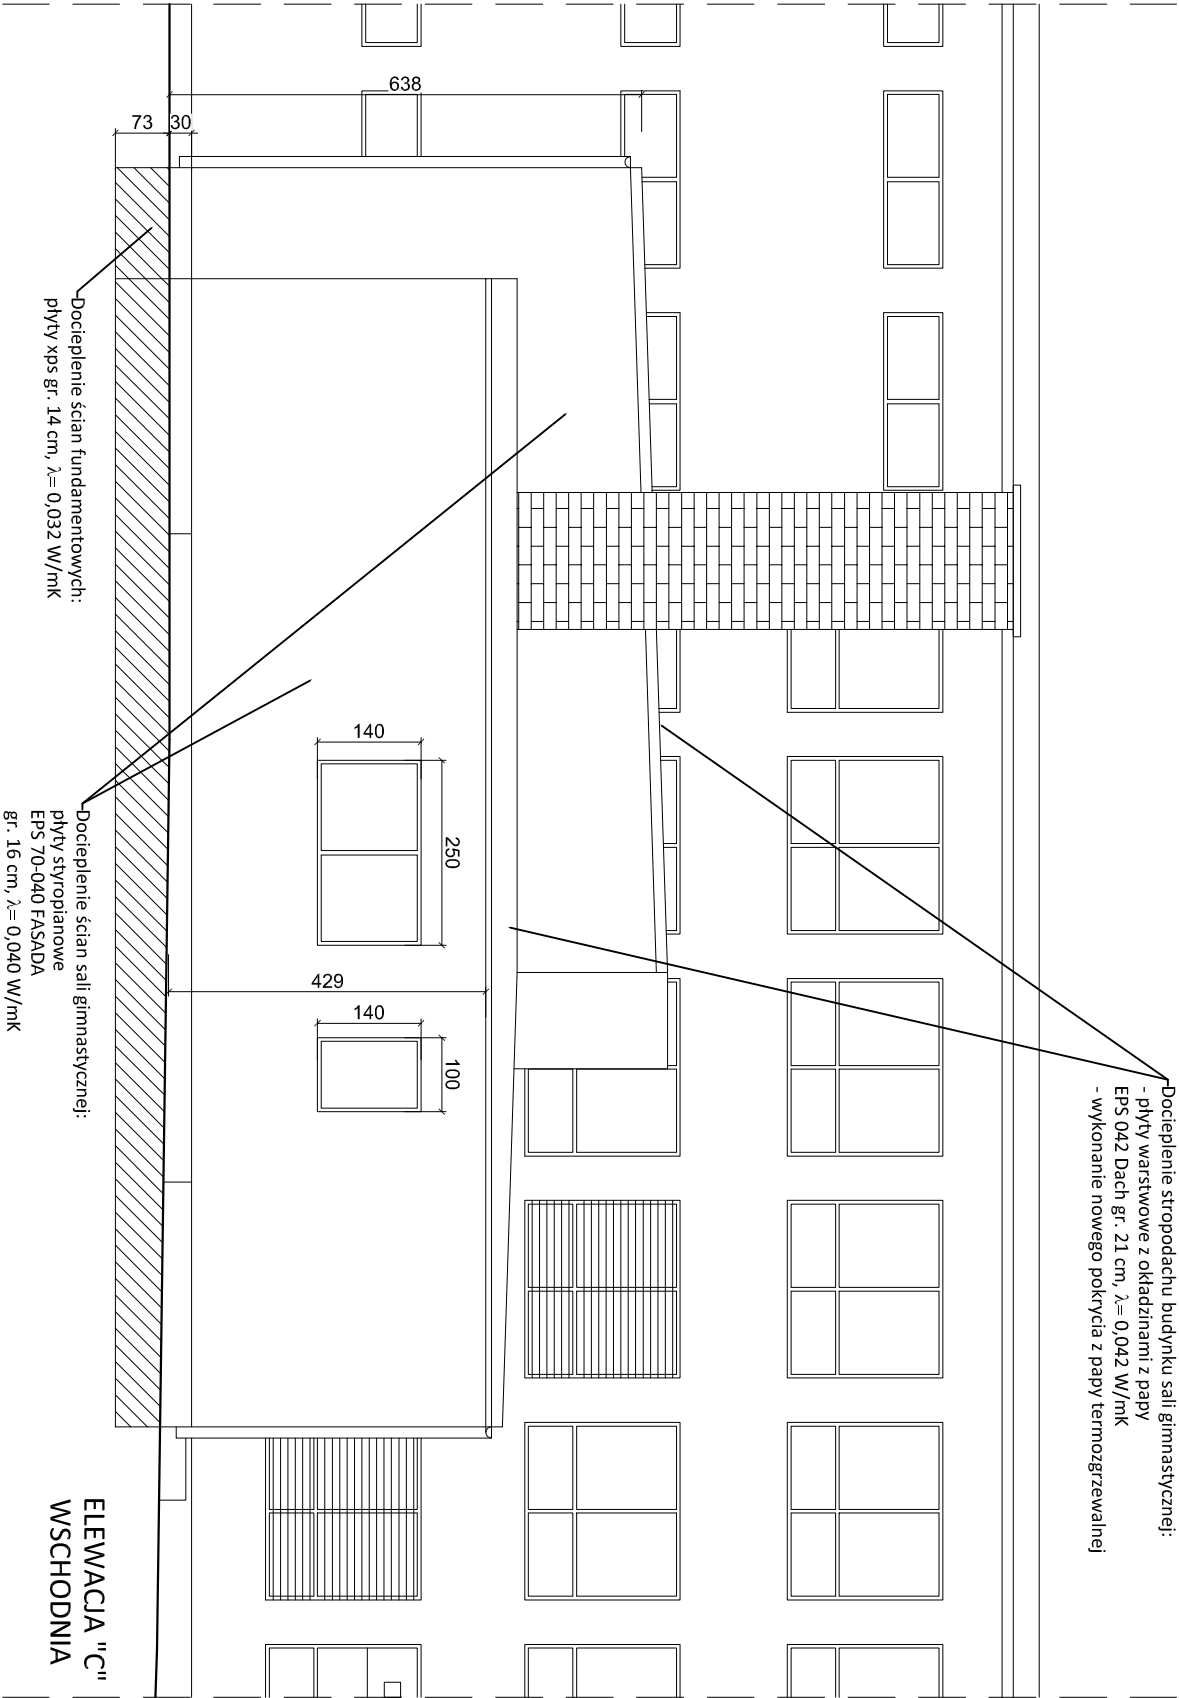 Docieplenie stropodachu budynku sali gimnastycznej:
- płyty warstwowe z okładzinami z papy
EPS 042 Dach gr. 21 cm, λ= 0,042 W/mK
- wykonanie nowego pokrycia z papy termozgrzewalnej
638
73
30
140
250
429
140
100
Docieplenie ścian fundamentowych:
płyty xps gr. 14 cm, λ= 0,032 W/mK
Docieplenie ścian sali gimnastycznej:
płyty styropianowe
EPS 70-040 FASADA
gr. 16 cm, λ= 0,040 W/mK
ELEWACJA "C"
WSCHODNIA